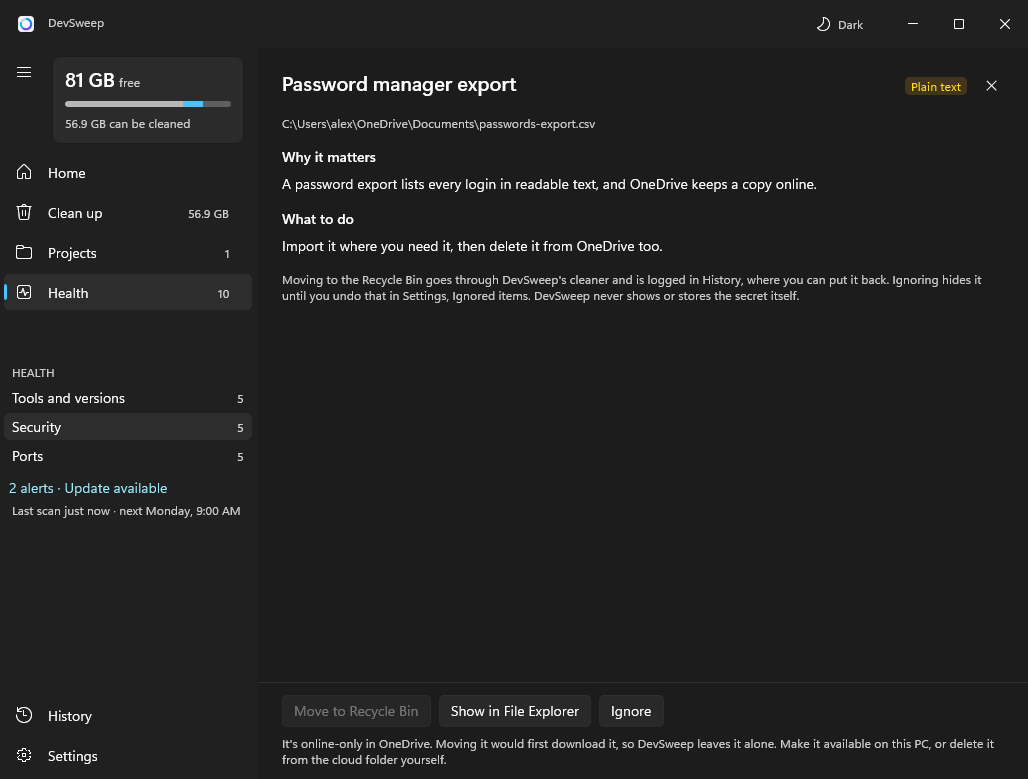 DevSweep
Dark
81 GB free
56.9 GB can be cleaned
Home
Clean up 56.9 GB
Projects 1
Health 10
HEALTH
Tools and versions 5
Security 5
Ports 5
2 alerts · Update available
Last scan just now · next Monday, 9:00 AM
History
Settings
Password manager export
Plain text
C:\Users\alex\OneDrive\Documents\passwords-export.csv
Why it matters
A password export lists every login in readable text, and OneDrive keeps a copy online.
What to do
Import it where you need it, then delete it from OneDrive too.
Moving to the Recycle Bin goes through DevSweep's cleaner and is logged in History, where you can put it back. Ignoring hides it
until you undo that in Settings, Ignored items. DevSweep never shows or stores the secret itself.
Move to Recycle Bin
Show in File Explorer
Ignore
It's online-only in OneDrive. Moving it would first download it, so DevSweep leaves it alone. Make it available on this PC, or delete it
from the cloud folder yourself.